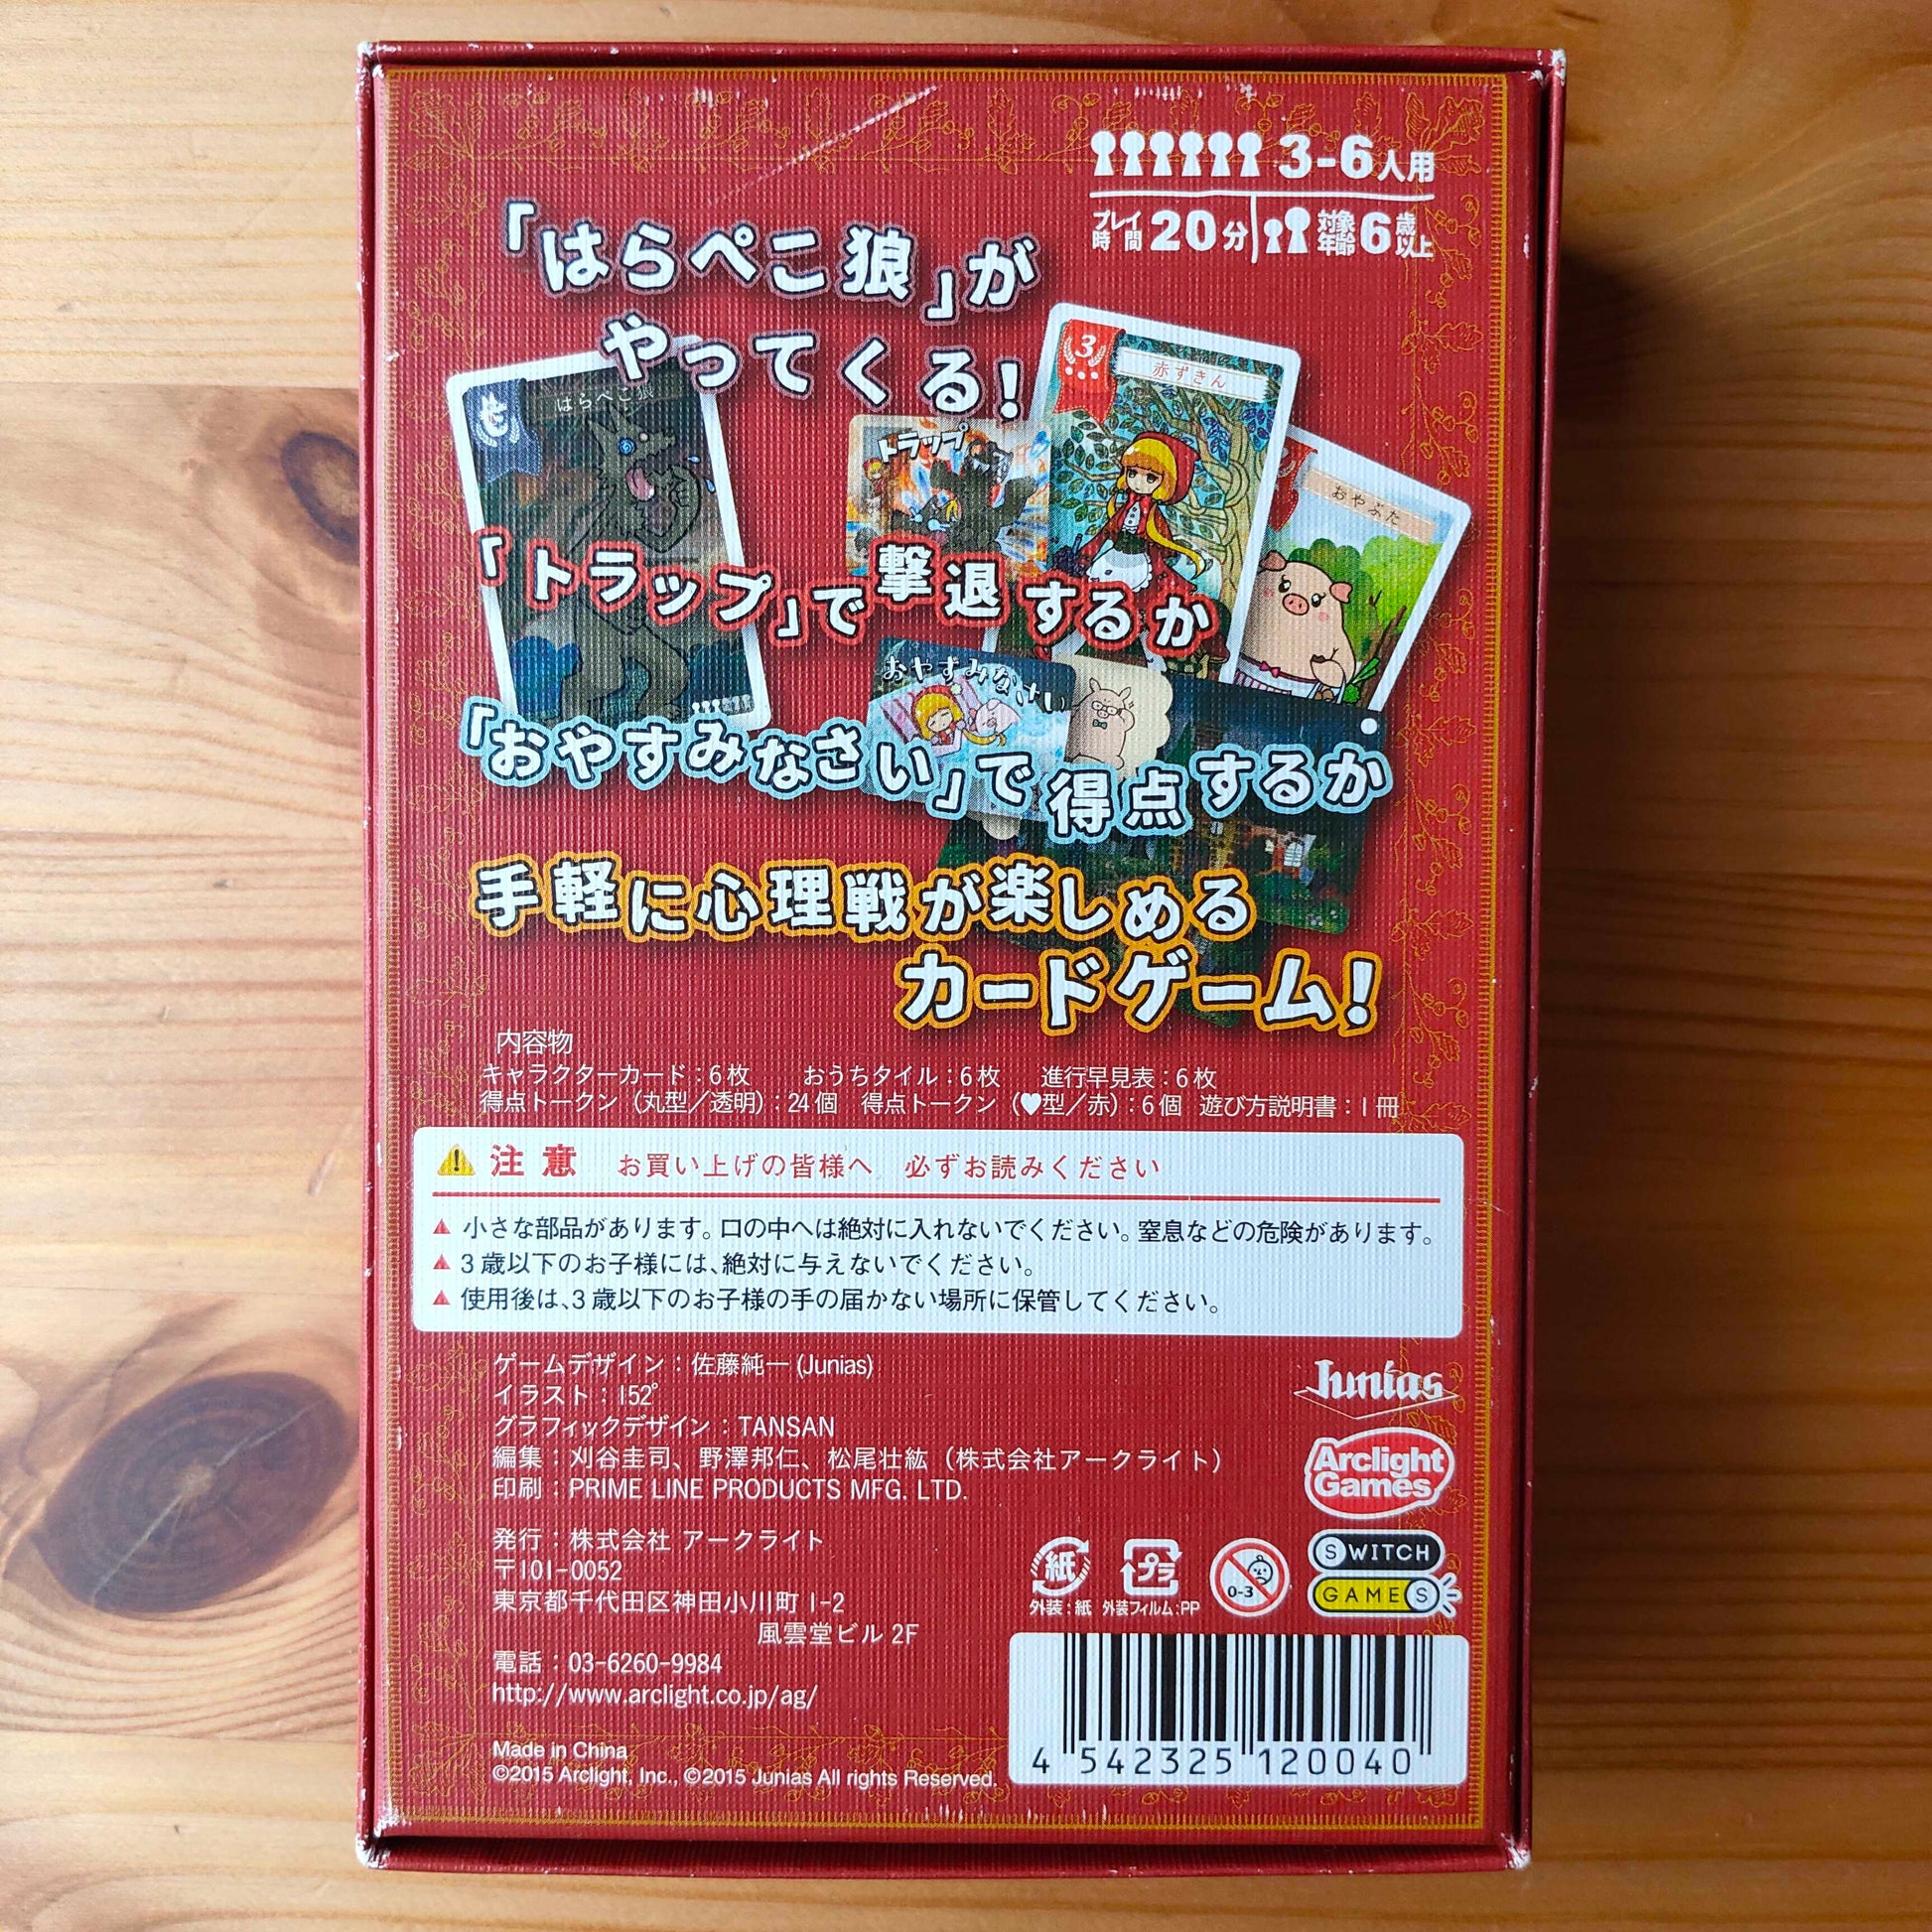 3-6人用
プレイ時間 20分 対象年齢 6歳以上
「はらぺこ狼」が
やってくる!
はらぺこ狼
3
赤ずきん
トラップ
おやぶた
「トラップ」で撃退するか
おやすみなさい
「おやすみなさい」で得点するか
手軽に心理戦が楽しめる
カードゲーム!
内容物
キャラクターカード:6枚 おうちタイル:6枚 進行早見表:6枚
得点トークン(丸型/透明):24個 得点トークン(♥型/赤):6個 遊び方説明書:1冊
注意 お買い上げの皆様へ 必ずお読みください
小さな部品があります。口の中へは絶対に入れないでください。窒息などの危険があります。
3歳以下のお子様には、絶対に与えないでください。
使用後は、3歳以下のお子様の手の届かない場所に保管してください。
ゲームデザイン:佐藤純一(Junias)
イラスト:152°
グラフィックデザイン:TANSAN
編集:刈谷圭司、野澤邦仁、松尾壮紘(株式会社アークライト)
印刷:PRIME LINE PRODUCTS MFG. LTD.
Junias
Arclight
Games
発行:株式会社 アークライト
〒101-0052
東京都千代田区神田小川町 1-2
風雲堂ビル 2F
電話:03-6260-9984
http://www.arclight.co.jp/ag/
紙 プラ 0-3
外装:紙 外装フィルム:PP
SWITCH
GAMES
Made in China
©2015 Arclight, Inc., ©2015 Junias All rights Reserved.
4 542325 120040